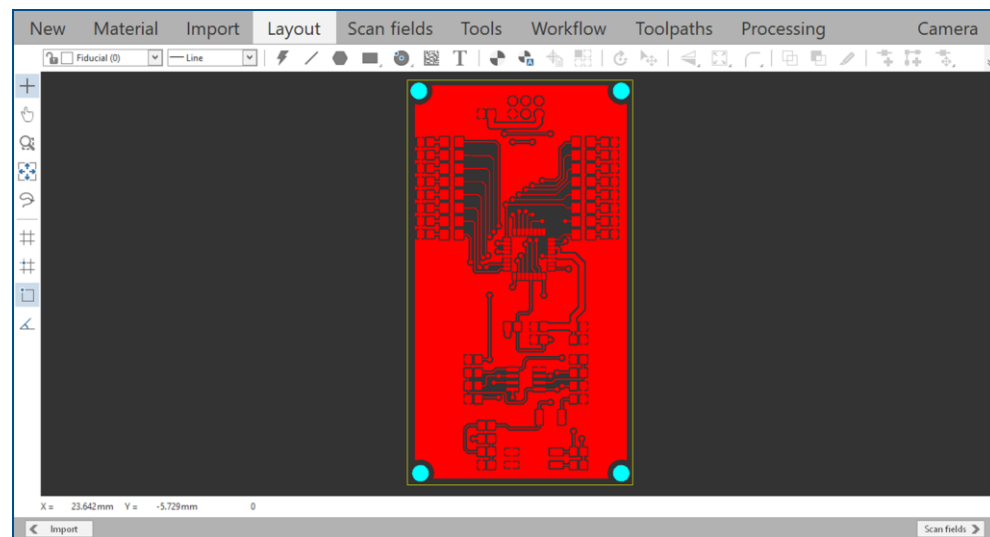 New Material Import Layout Scan fields Tools Workflow Toolpaths Processing Camera
Fiducial (0) Line T
X = 23.642mm Y = -5.729mm 0
Import Scan fields